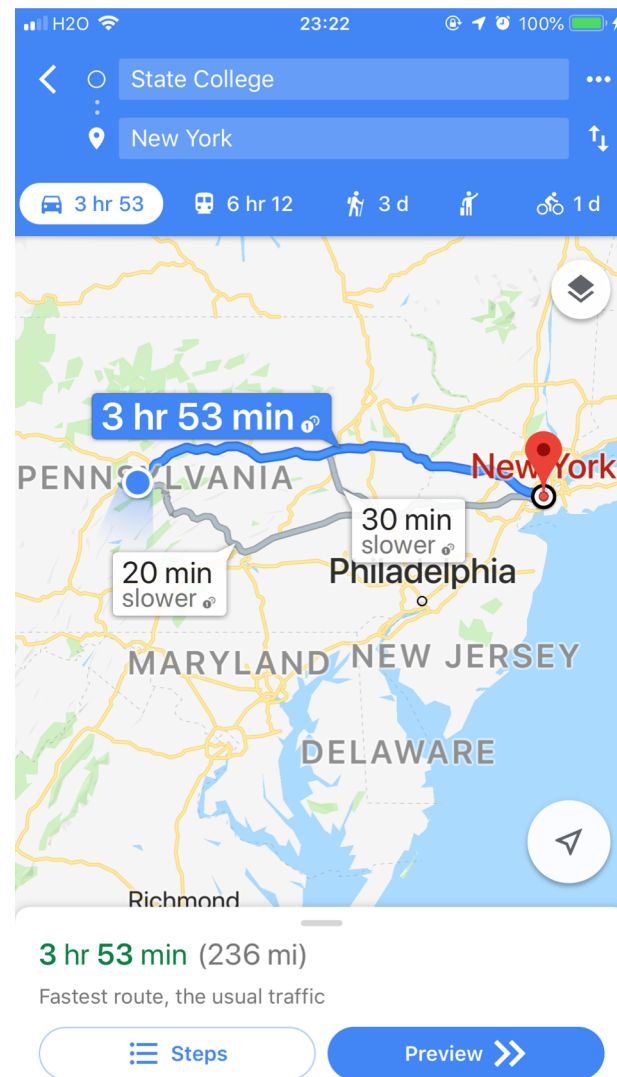 H2O 23:22 100%
State College
New York
3 hr 53 6 hr 12 3 d 1 d
3 hr 53 min
New York
PENNSYLVANIA
30 min
slower
20 min
slower
Philadelphia
MARYLAND
NEW JERSEY
DELAWARE
Richmond
3 hr 53 min (236 mi)
Fastest route, the usual traffic
Steps
Preview